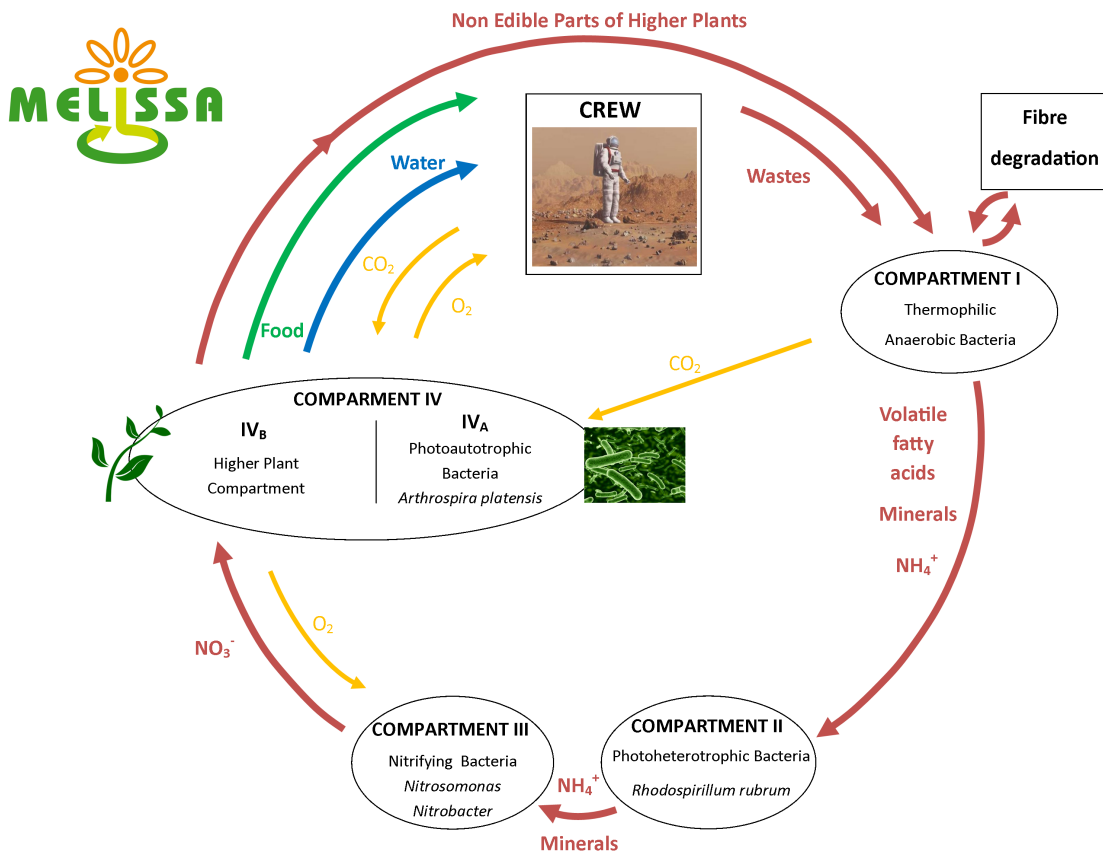 Non Edible Parts of Higher Plants
MELISSA
CREW
Fibre
degradation
Water
Wastes
CO₂
O₂
Food
COMPARTMENT I
Thermophilic
Anaerobic Bacteria
CO₂
COMPARMENT IV
IV_B
Higher Plant
Compartment
IV_A
Photoautotrophic
Bacteria
Arthrospira platensis
Volatile
fatty
acids
Minerals
NH₄⁺
NO₃⁻
O₂
COMPARTMENT III
Nitrifying Bacteria
Nitrosomonas
Nitrobacter
COMPARTMENT II
Photoheterotrophic Bacteria
Rhodospirillum rubrum
NH₄⁺
Minerals